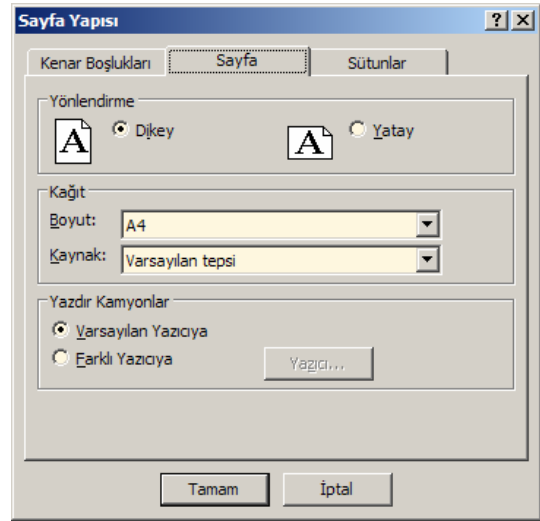 Sayfa Yapısı
Kenar Boşlukları Sayfa Sütunlar
Yönlendirme
A Dikey A Yatay
Kağıt
Boyut: A4
Kaynak: Varsayılan tepsi
Yazdır Kamyonlar
Varsayılan Yazıcıya
Farklı Yazıcıya Yazıcı...
Tamam İptal